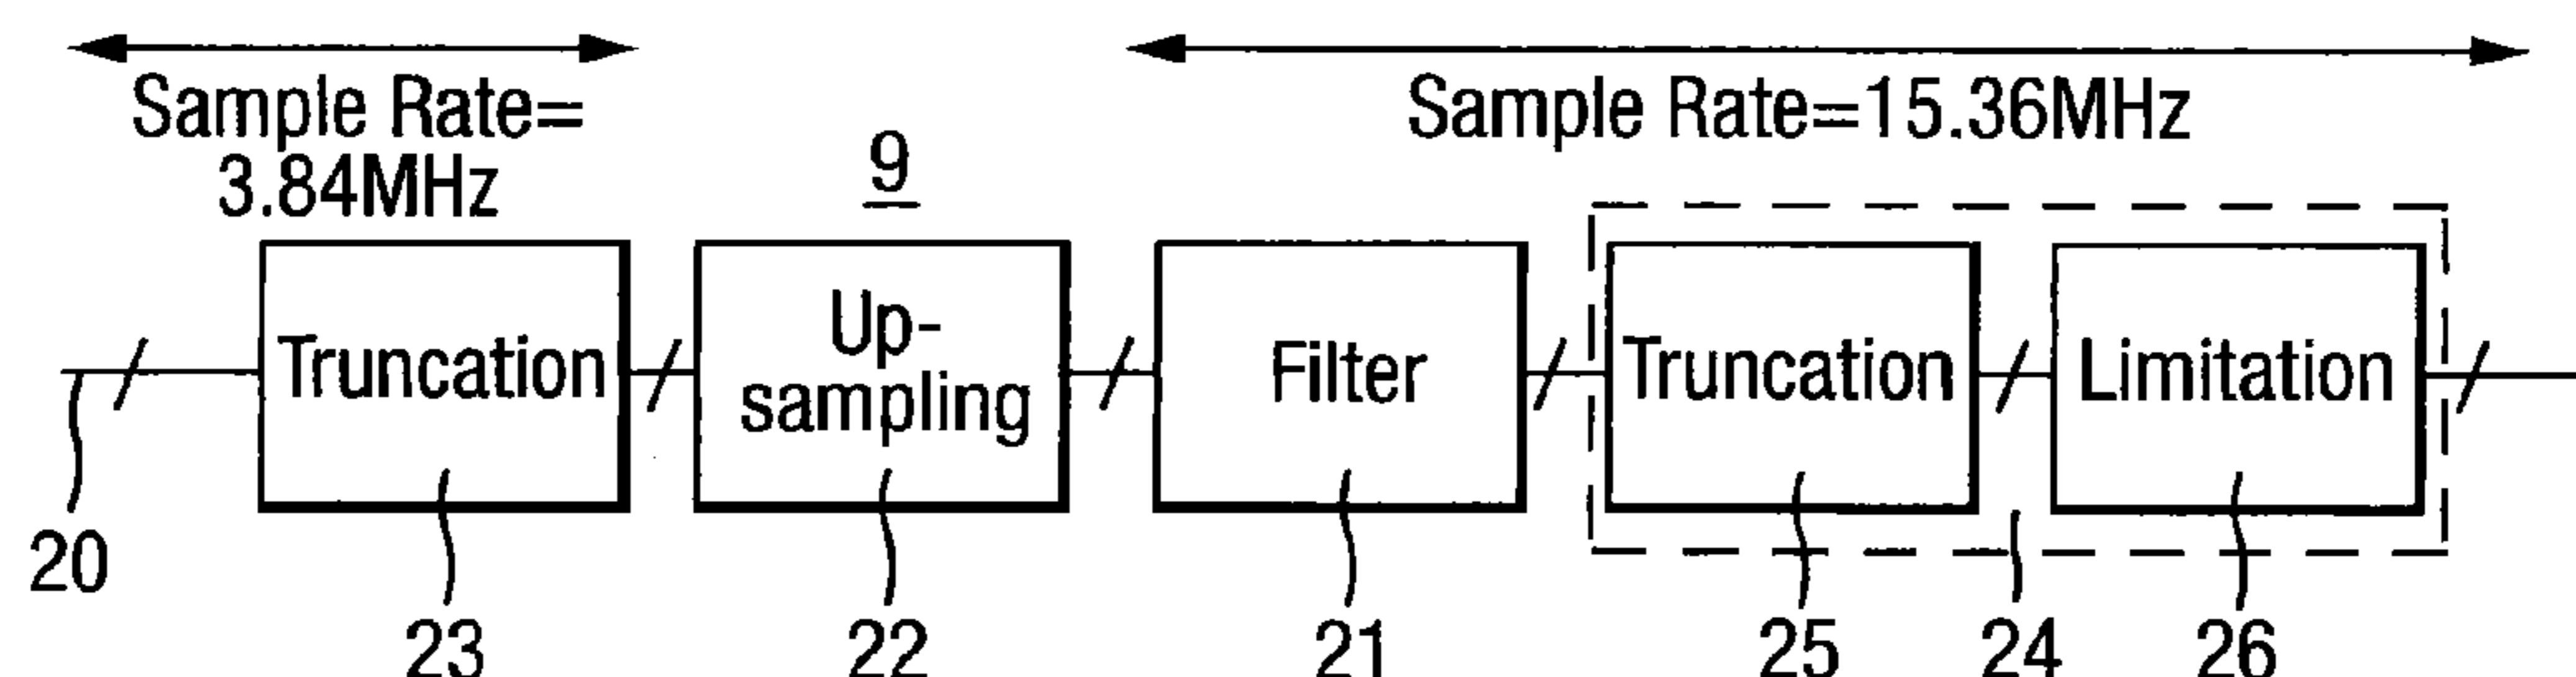 Sample Rate=
3.84MHz
Sample Rate=15.36MHz
9
Truncation
Up-
sampling
Filter
Truncation
Limitation
20
23
22
21
25
24
26